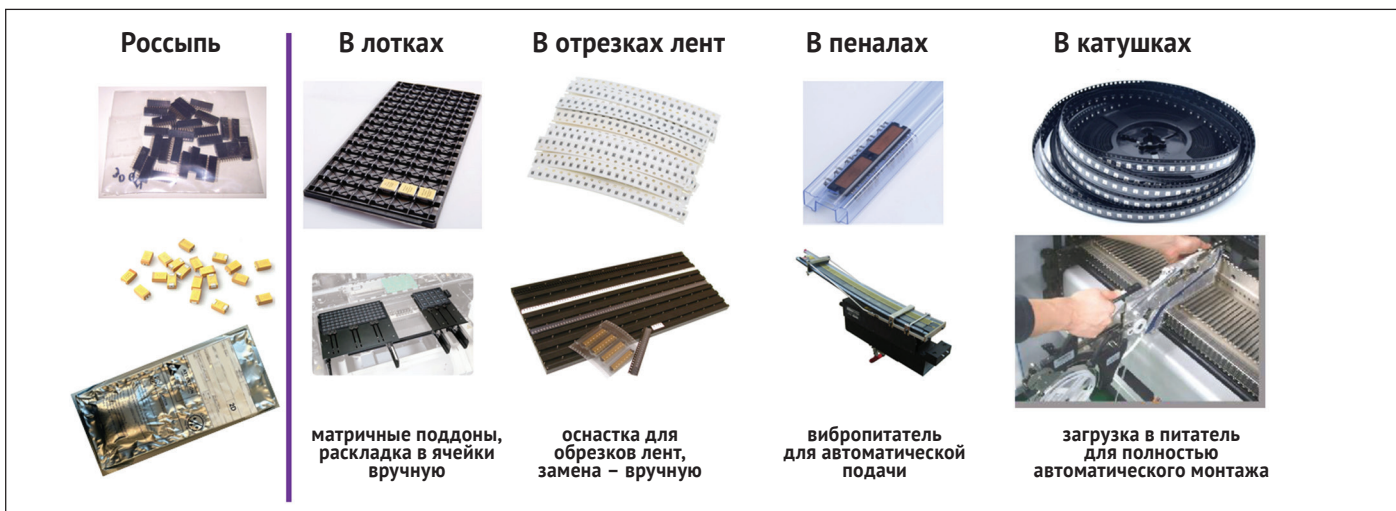 Россыпь
В лотках
В отрезках лент
В пеналах
В катушках
матричные поддоны,
раскладка в ячейки
вручную
оснастка для
обрезков лент,
замена – вручную
вибропитатель
для автоматической
подачи
загрузка в питатель
для полностью
автоматического монтажа